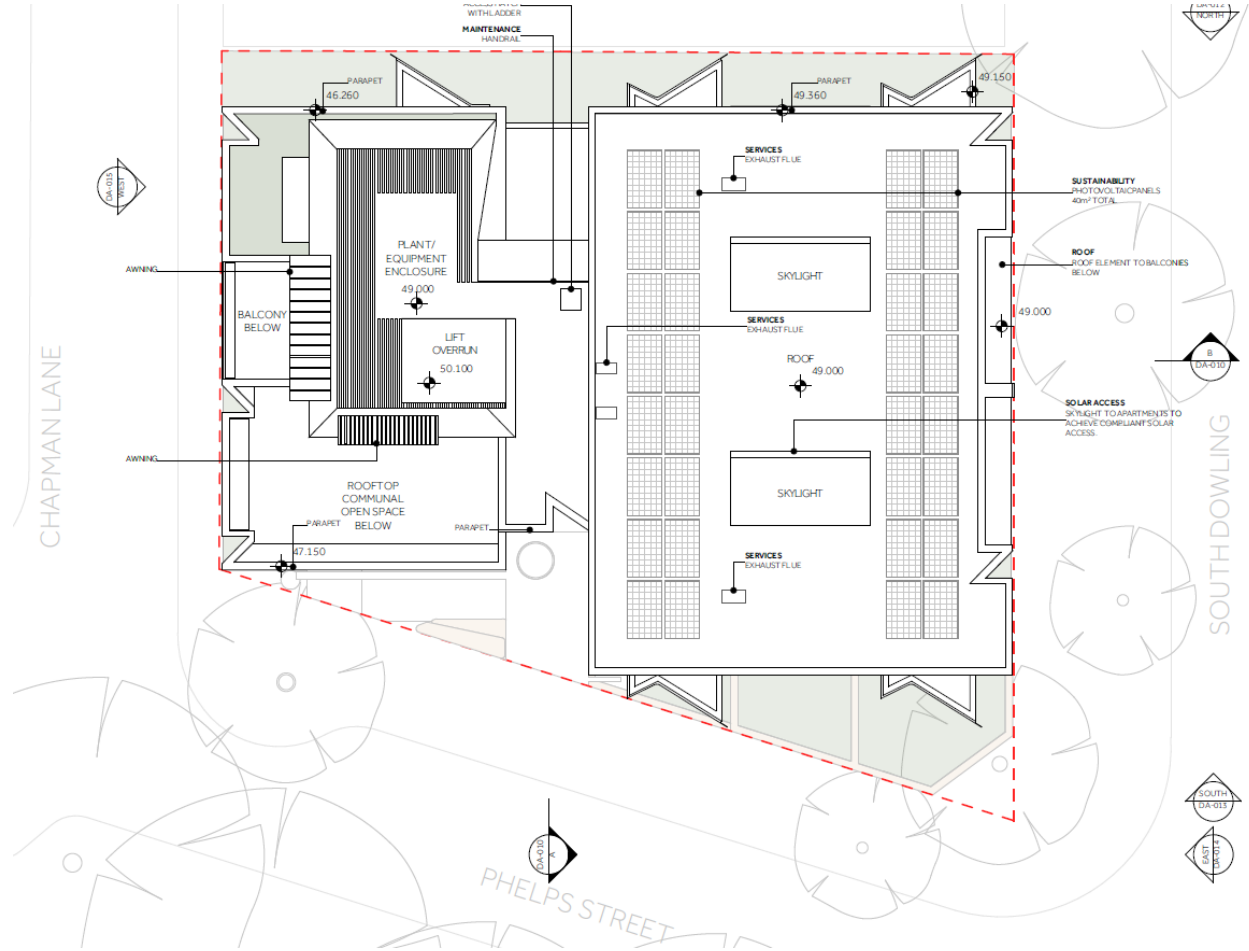 WITH LADDER
MAINTENANCE
HANDRAIL
NORTH
PARAPET
46.260
PARAPET
49.360
49.150
DA-015
WEST
SERVICES
EXHAUST FLUE
SUSTAINABILITY
PHOTOVOLTAIC PANELS
40m² TOTAL
PLANT/
EQUIPMENT
ENCLOSURE
49.000
AWNING
ROOF
ROOF ELEMENT TO BALCONIES
BELOW
SKYLIGHT
BALCONY
BELOW
LIFT
OVERRUN
50.100
SERVICES
EXHAUST FLUE
49.000
ROOF
49.000
B
DA-010
CHAPMAN LANE
SOLAR ACCESS
SKYLIGHT TO APARTMENTS TO
ACHIEVE COMPLIANT SOLAR
ACCESS.
SOUTH DOWLING
AWNING
ROOFTOP
COMMUNAL
OPEN SPACE
BELOW
SKYLIGHT
PARAPET
PARAPET
47.150
SERVICES
EXHAUST FLUE
SOUTH
DA-013
DA-010
A
EAST
DA-014
PHELPS STREET